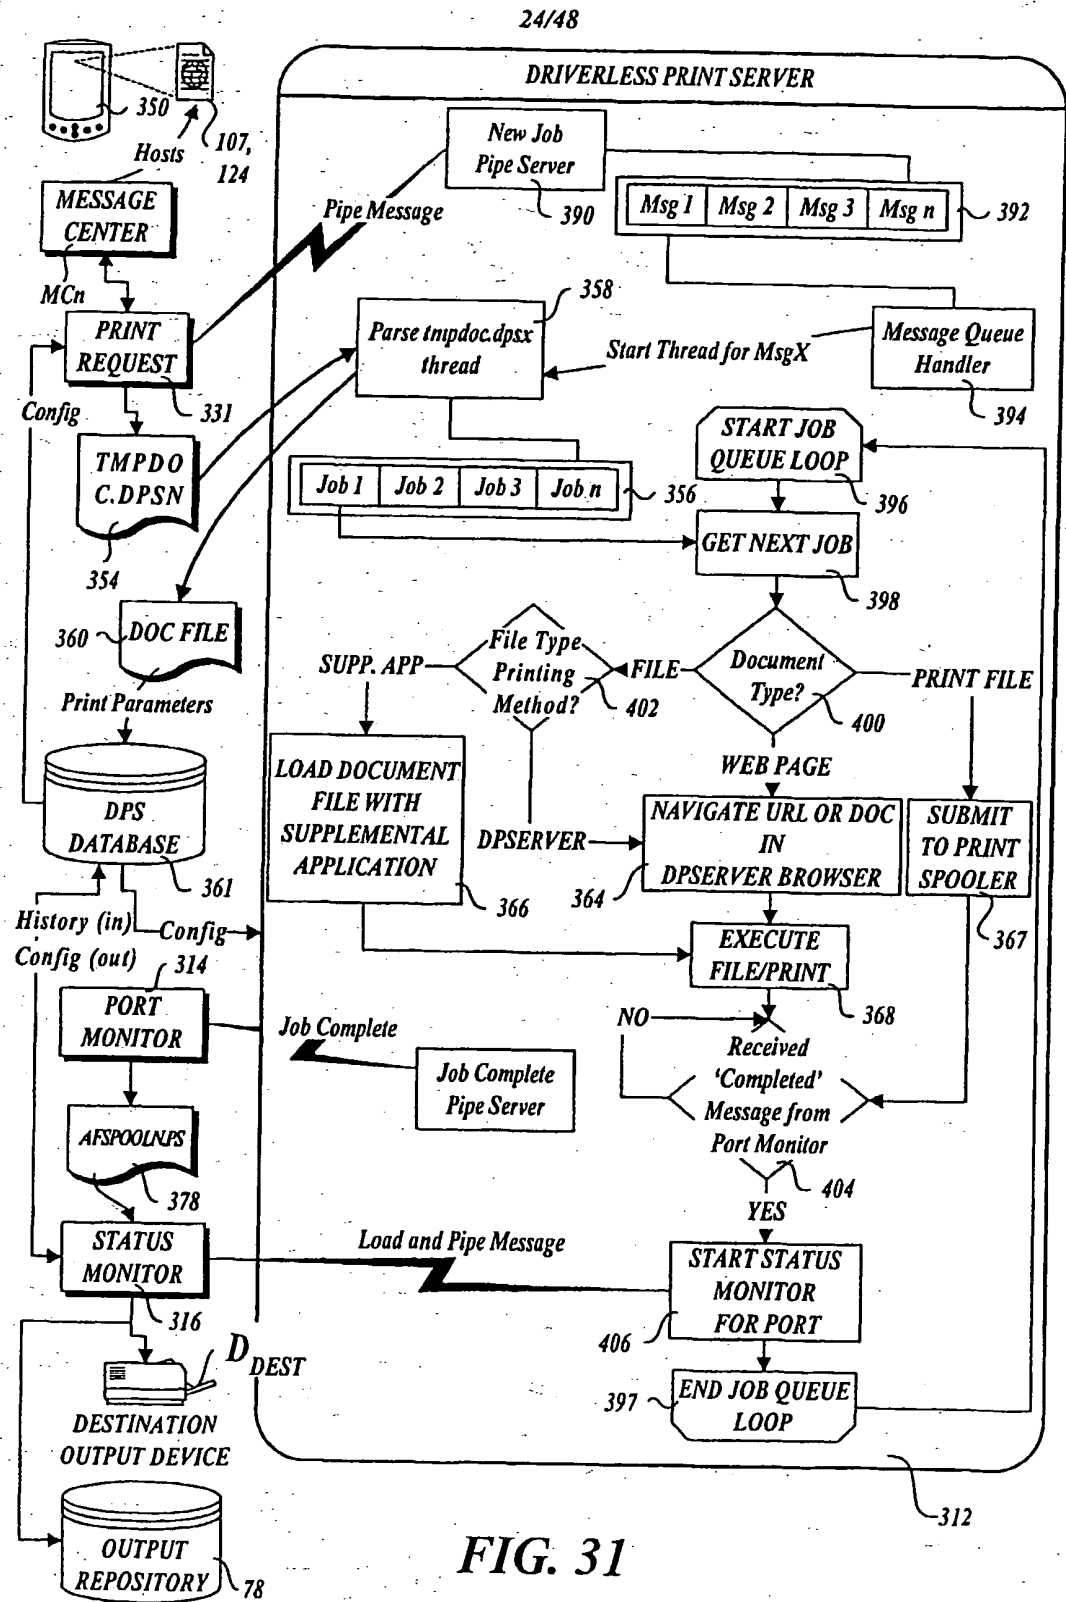 24/48
DRIVERLESS PRINT SERVER
350
107,
124
Hosts
MESSAGE
CENTER
MCn
New Job
Pipe Server
390
Pipe Message
Msg 1 Msg 2 Msg 3 Msg n
392
PRINT
REQUEST
331
Config
358
Parse tmpdoc.dpsx
thread
Start Thread for MsgX
Message Queue
Handler
394
TMPDO
C.DPSN
354
START JOB
QUEUE LOOP
396
Job 1 Job 2 Job 3 Job n
356
GET NEXT JOB
398
360
DOC FILE
Print Parameters
SUPP. APP
File Type
Printing
Method?
402
FILE
Document
Type?
400
PRINT FILE
WEB PAGE
DPS
DATABASE
361
LOAD DOCUMENT
FILE WITH
SUPPLEMENTAL
APPLICATION
366
DPSERVER
NAVIGATE URL OR DOC
IN
DPSERVER BROWSER
364
SUBMIT
TO PRINT
SPOOLER
367
History (in)
Config (out)
Config
EXECUTE
FILE/PRINT
368
314
PORT
MONITOR
Job Complete
Job Complete
Pipe Server
NO
Received
'Completed'
Message from
Port Monitor
404
YES
AFSPOOLN.PS
378
STATUS
MONITOR
316
Load and Pipe Message
START STATUS
MONITOR
FOR PORT
406
DDEST
DESTINATION
OUTPUT DEVICE
397
END JOB QUEUE
LOOP
312
OUTPUT
REPOSITORY
78
FIG. 31